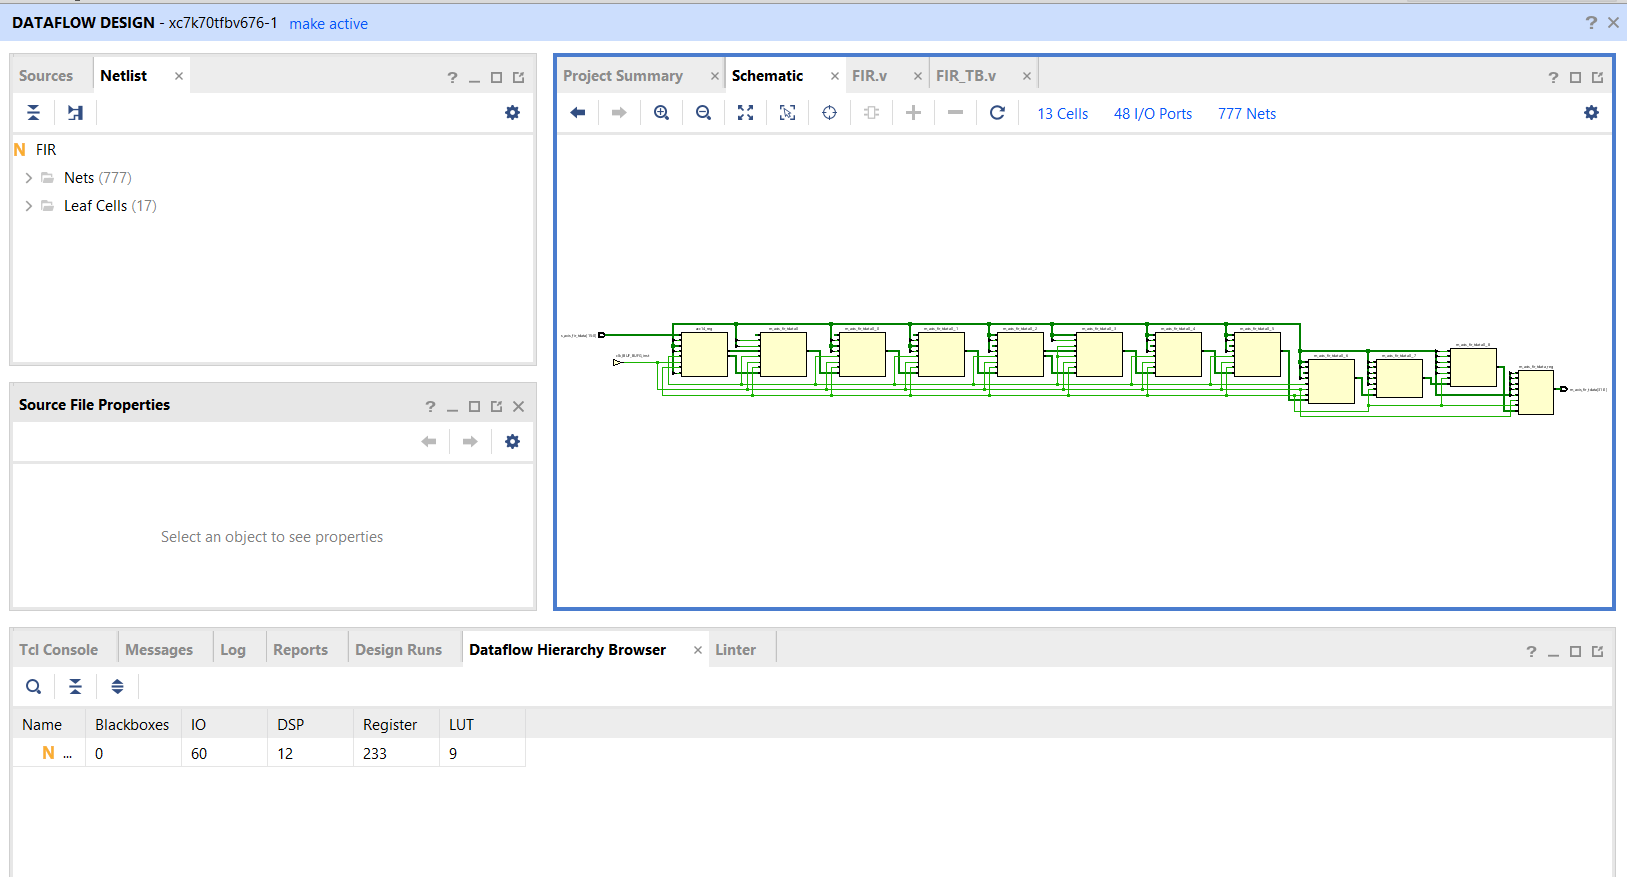 DATAFLOW DESIGN - xc7k70tfbv676-1 make active
Sources Netlist
FIR
Nets (777)
Leaf Cells (17)
Source File Properties
Select an object to see properties
Project Summary Schematic FIR.v FIR_TB.v
13 Cells 48 I/O Ports 777 Nets
Tcl Console Messages Log Reports Design Runs Dataflow Hierarchy Browser Linter
Name Blackboxes IO DSP Register LUT
N ... 0 60 12 233 9